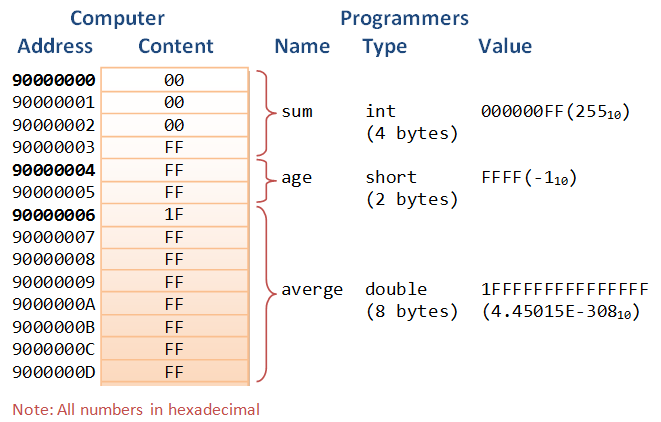 Computer Programmers
Address Content Name Type Value
90000000 00
90000001 00 sum int 000000FF(255₁₀)
90000002 00 (4 bytes)
90000003 FF
90000004 FF age short FFFF(-1₁₀)
90000005 FF (2 bytes)
90000006 1F
90000007 FF
90000008 FF
90000009 FF averge double 1FFFFFFFFFFFFFFF
9000000A FF (8 bytes) (4.45015E-308₁₀)
9000000B FF
9000000C FF
9000000D FF
Note: All numbers in hexadecimal